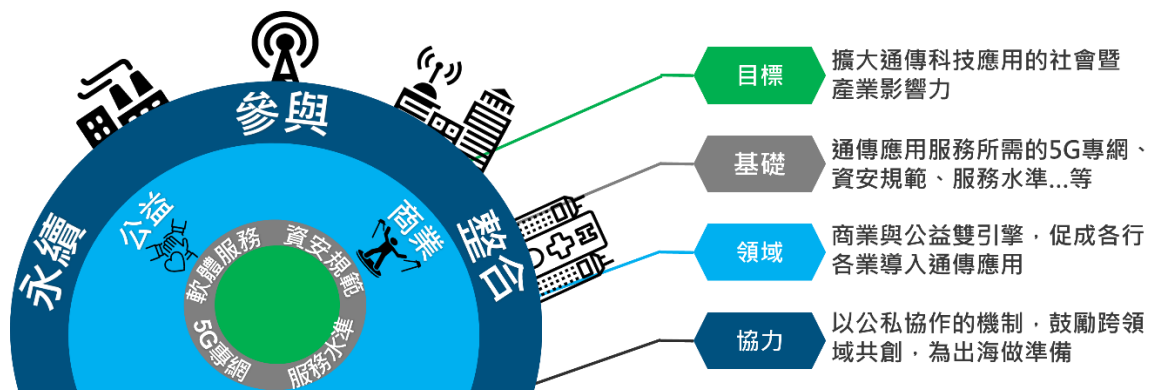 永續
參與
整合
公益
商業
軟體服務
資安規範
5G專網
服務水準
目標
擴大通傳科技應用的社會暨
產業影響力
基礎
通傳應用服務所需的5G專網、
資安規範、服務水準...等
領域
商業與公益雙引擎，促成各行
各業導入通傳應用
協力
以公私協作的機制，鼓勵跨領
域共創，為出海做準備
H